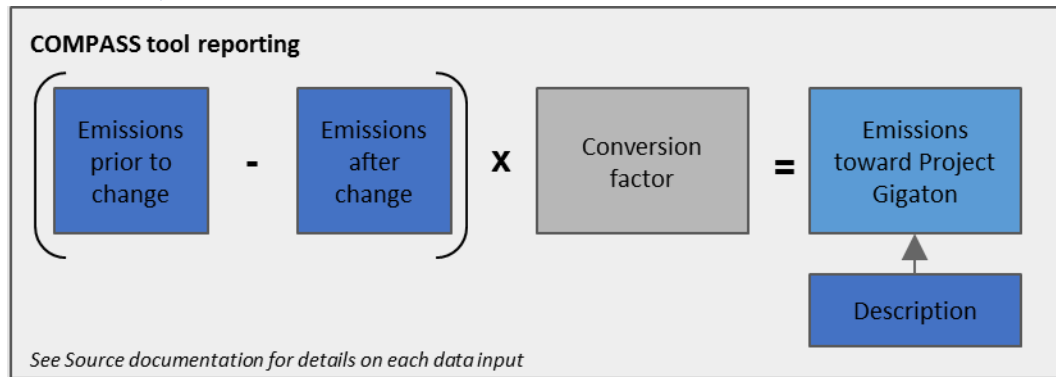 COMPASS tool reporting
Emissions
prior to
change
-
Emissions
after
change
x
Conversion
factor
=
Emissions
toward Project
Gigaton
Description
See Source documentation for details on each data input